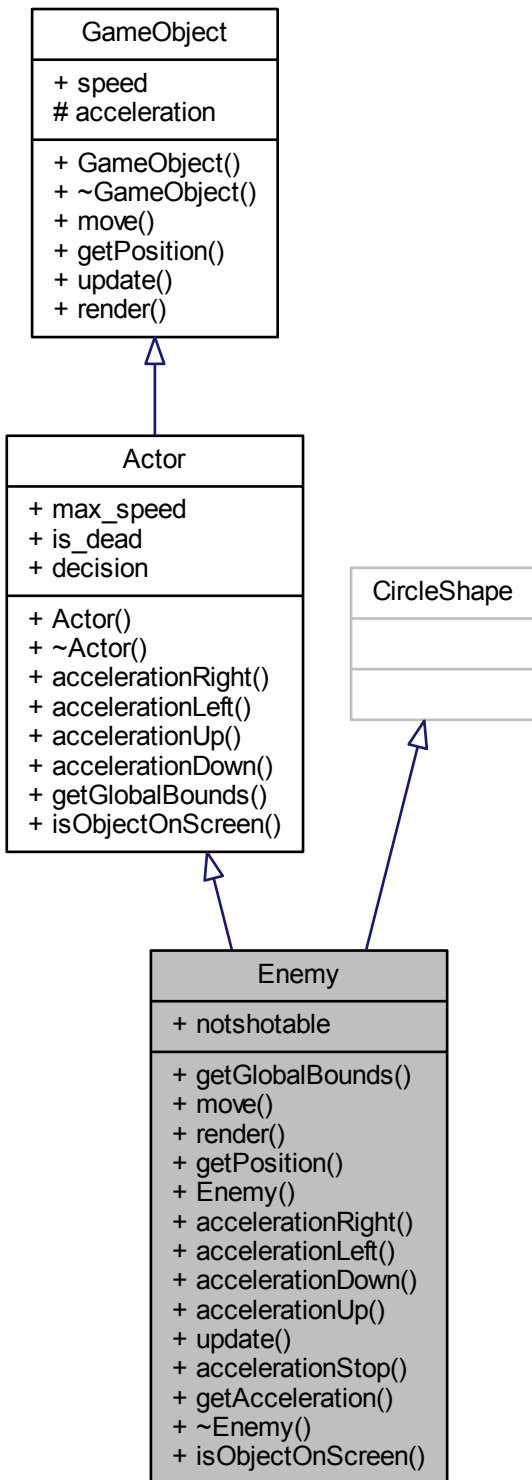 GameObject
+ speed
# acceleration
+ GameObject()
+ ~GameObject()
+ move()
+ getPosition()
+ update()
+ render()
Actor
+ max_speed
+ is_dead
+ decision
+ Actor()
+ ~Actor()
+ accelerationRight()
+ accelerationLeft()
+ accelerationUp()
+ accelerationDown()
+ getGlobalBounds()
+ isObjectOnScreen()
CircleShape
Enemy
+ notshotable
+ getGlobalBounds()
+ move()
+ render()
+ getPosition()
+ Enemy()
+ accelerationRight()
+ accelerationLeft()
+ accelerationDown()
+ accelerationUp()
+ update()
+ accelerationStop()
+ getAcceleration()
+ ~Enemy()
+ isObjectOnScreen()